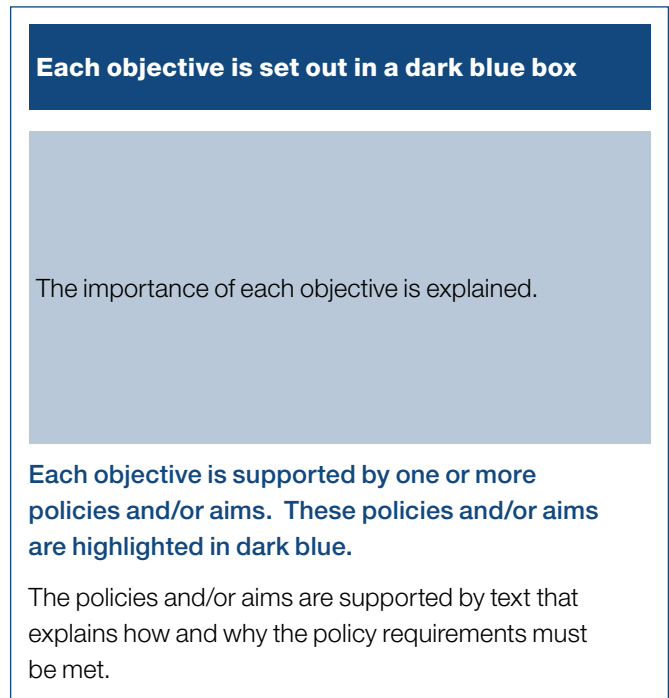 Each objective is set out in a dark blue box
The importance of each objective is explained.
Each objective is supported by one or more
policies and/or aims.  These policies and/or aims
are highlighted in dark blue.
The policies and/or aims are supported by text that
explains how and why the policy requirements must
be met.